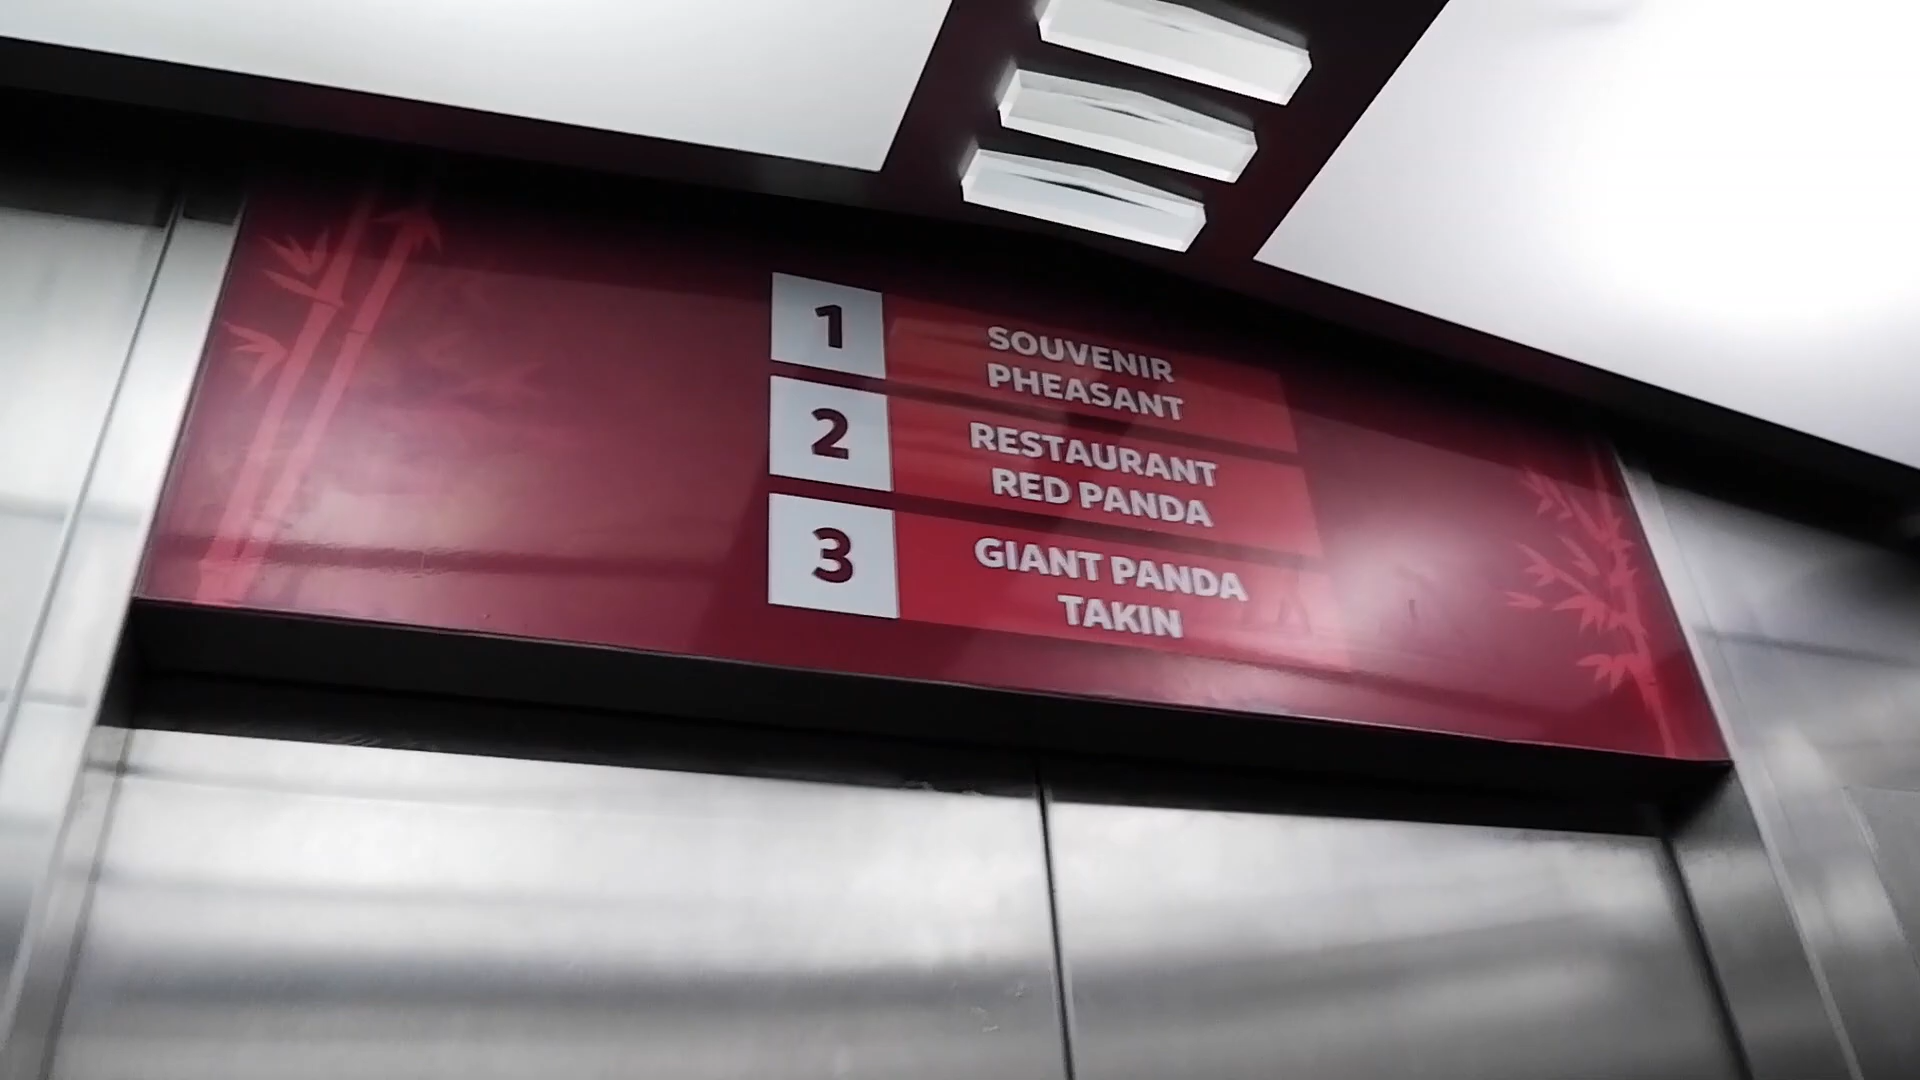 1
SOUVENIR
PHEASANT
2
RESTAURANT
RED PANDA
3
GIANT PANDA
TAKIN